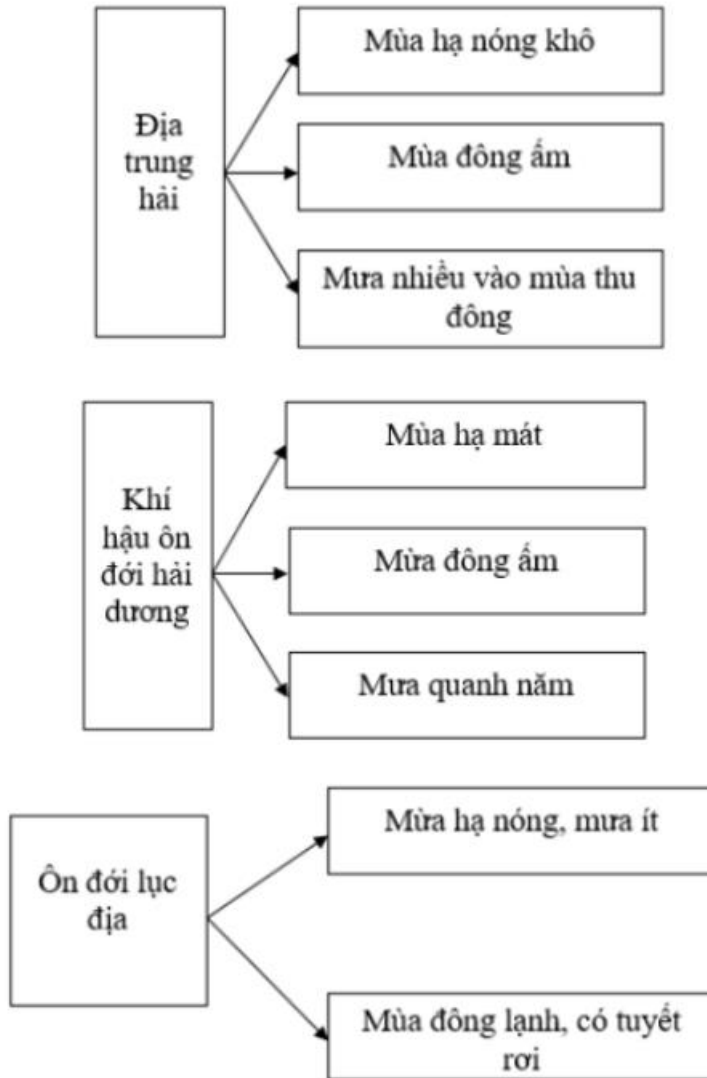 Địa
trung
hải
Mùa hạ nóng khô
Mùa đông ấm
Mưa nhiều vào mùa thu
đông
Khí
hậu ôn
đới hải
dương
Mùa hạ mát
Mừa đông ấm
Mưa quanh năm
Ôn đới lục
địa
Mừa hạ nóng, mưa ít
Mùa đông lạnh, có tuyết
rơi